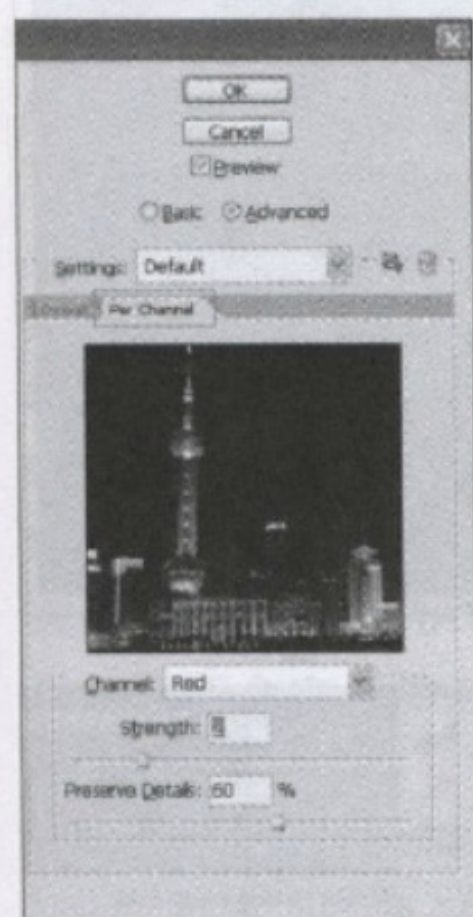 OK
Cancel
Preview
Basic Advanced
Settings: Default
Per Channel
Channel: Red
Strength:
Preserve Details: 60 %